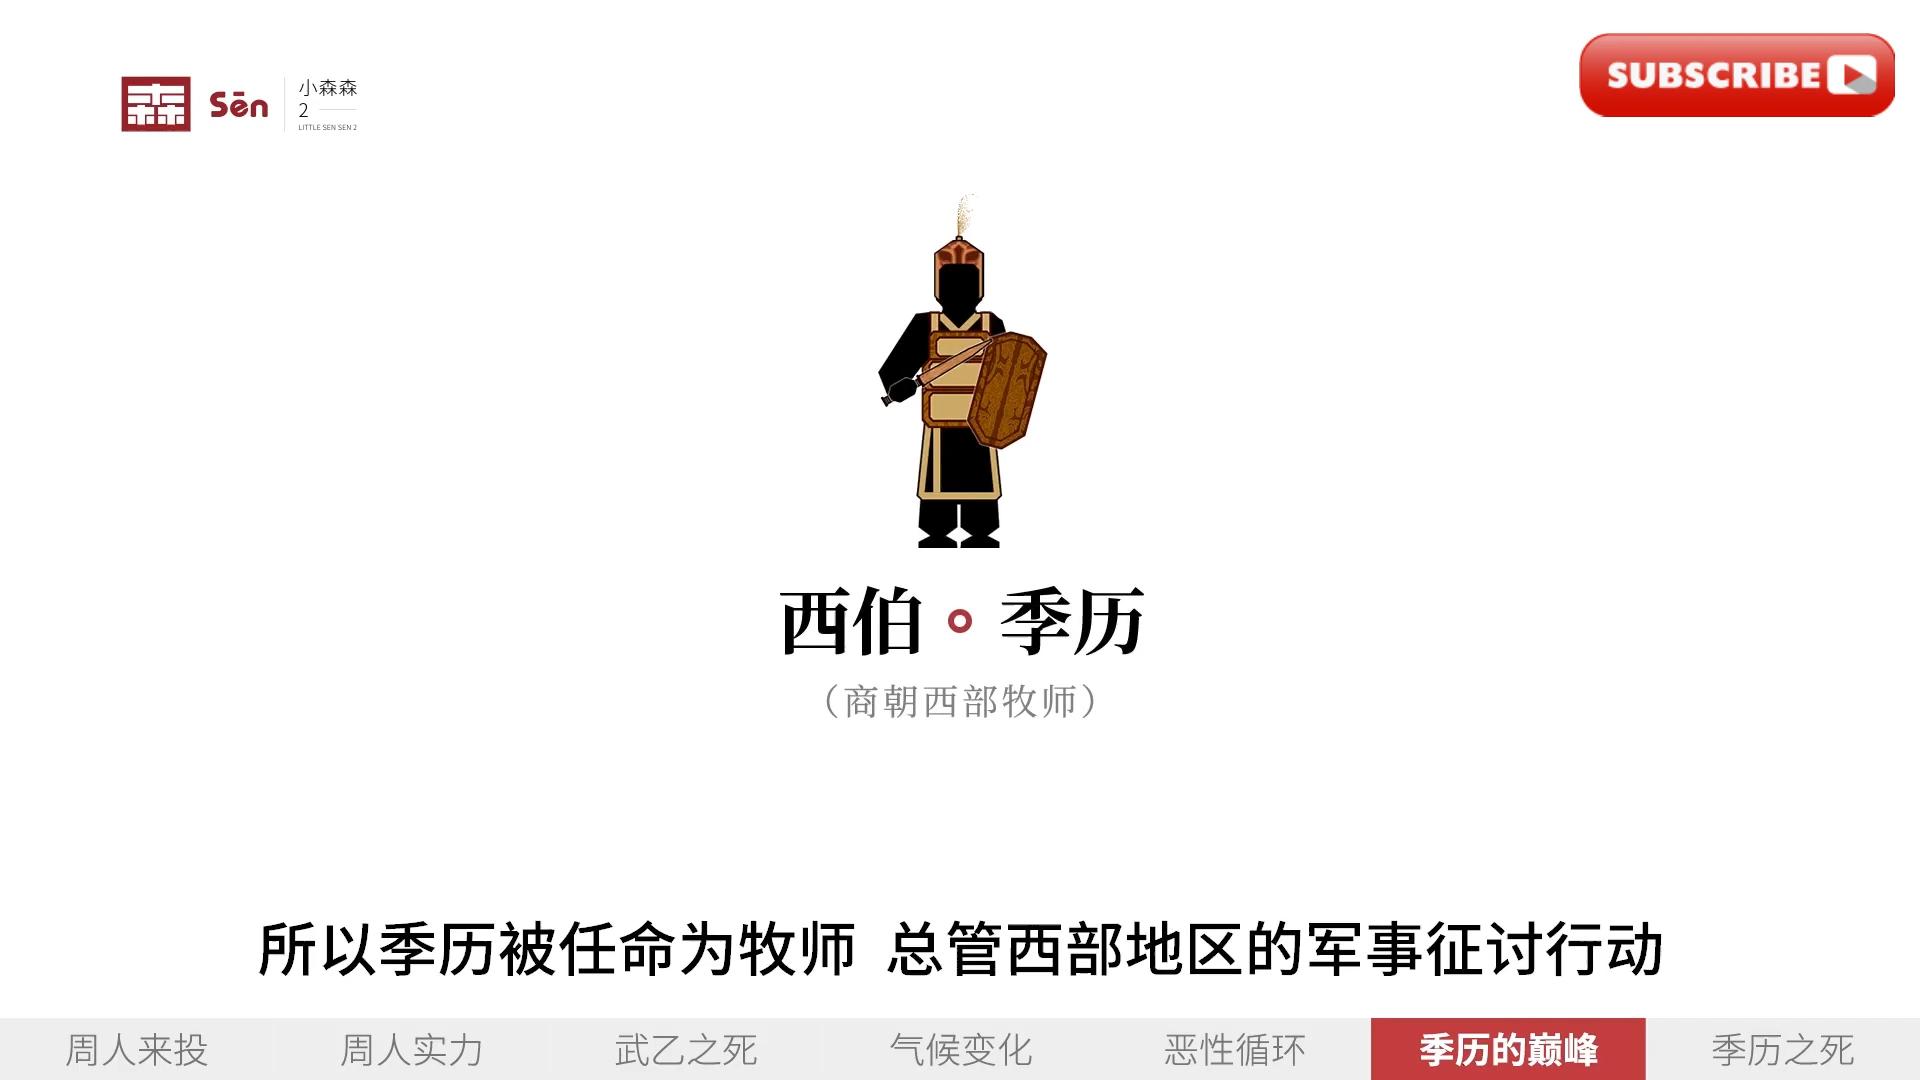 森 Sēn
小森森
2
LITTLE SEN SEN 2
SUBSCRIBE
西伯 季历
（商朝西部牧师）
所以季历被任命为牧师 总管西部地区的军事征讨行动
周人来投 周人实力 武乙之死 气候变化 恶性循环 季历的巅峰 季历之死